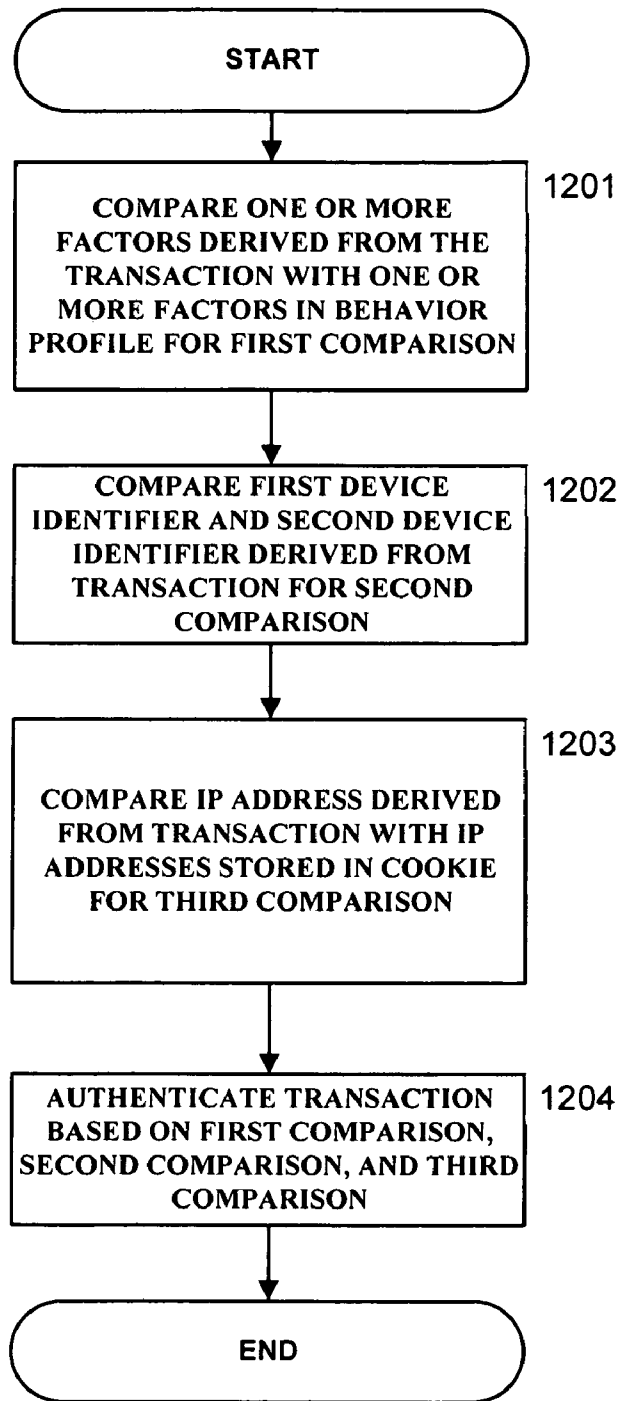 START
1201
COMPARE ONE OR MORE
FACTORS DERIVED FROM THE
TRANSACTION WITH ONE OR
MORE FACTORS IN BEHAVIOR
PROFILE FOR FIRST COMPARISON
1202
COMPARE FIRST DEVICE
IDENTIFIER AND SECOND DEVICE
IDENTIFIER DERIVED FROM
TRANSACTION FOR SECOND
COMPARISON
1203
COMPARE IP ADDRESS DERIVED
FROM TRANSACTION WITH IP
ADDRESSES STORED IN COOKIE
FOR THIRD COMPARISON
1204
AUTHENTICATE TRANSACTION
BASED ON FIRST COMPARISON,
SECOND COMPARISON, AND THIRD
COMPARISON
END